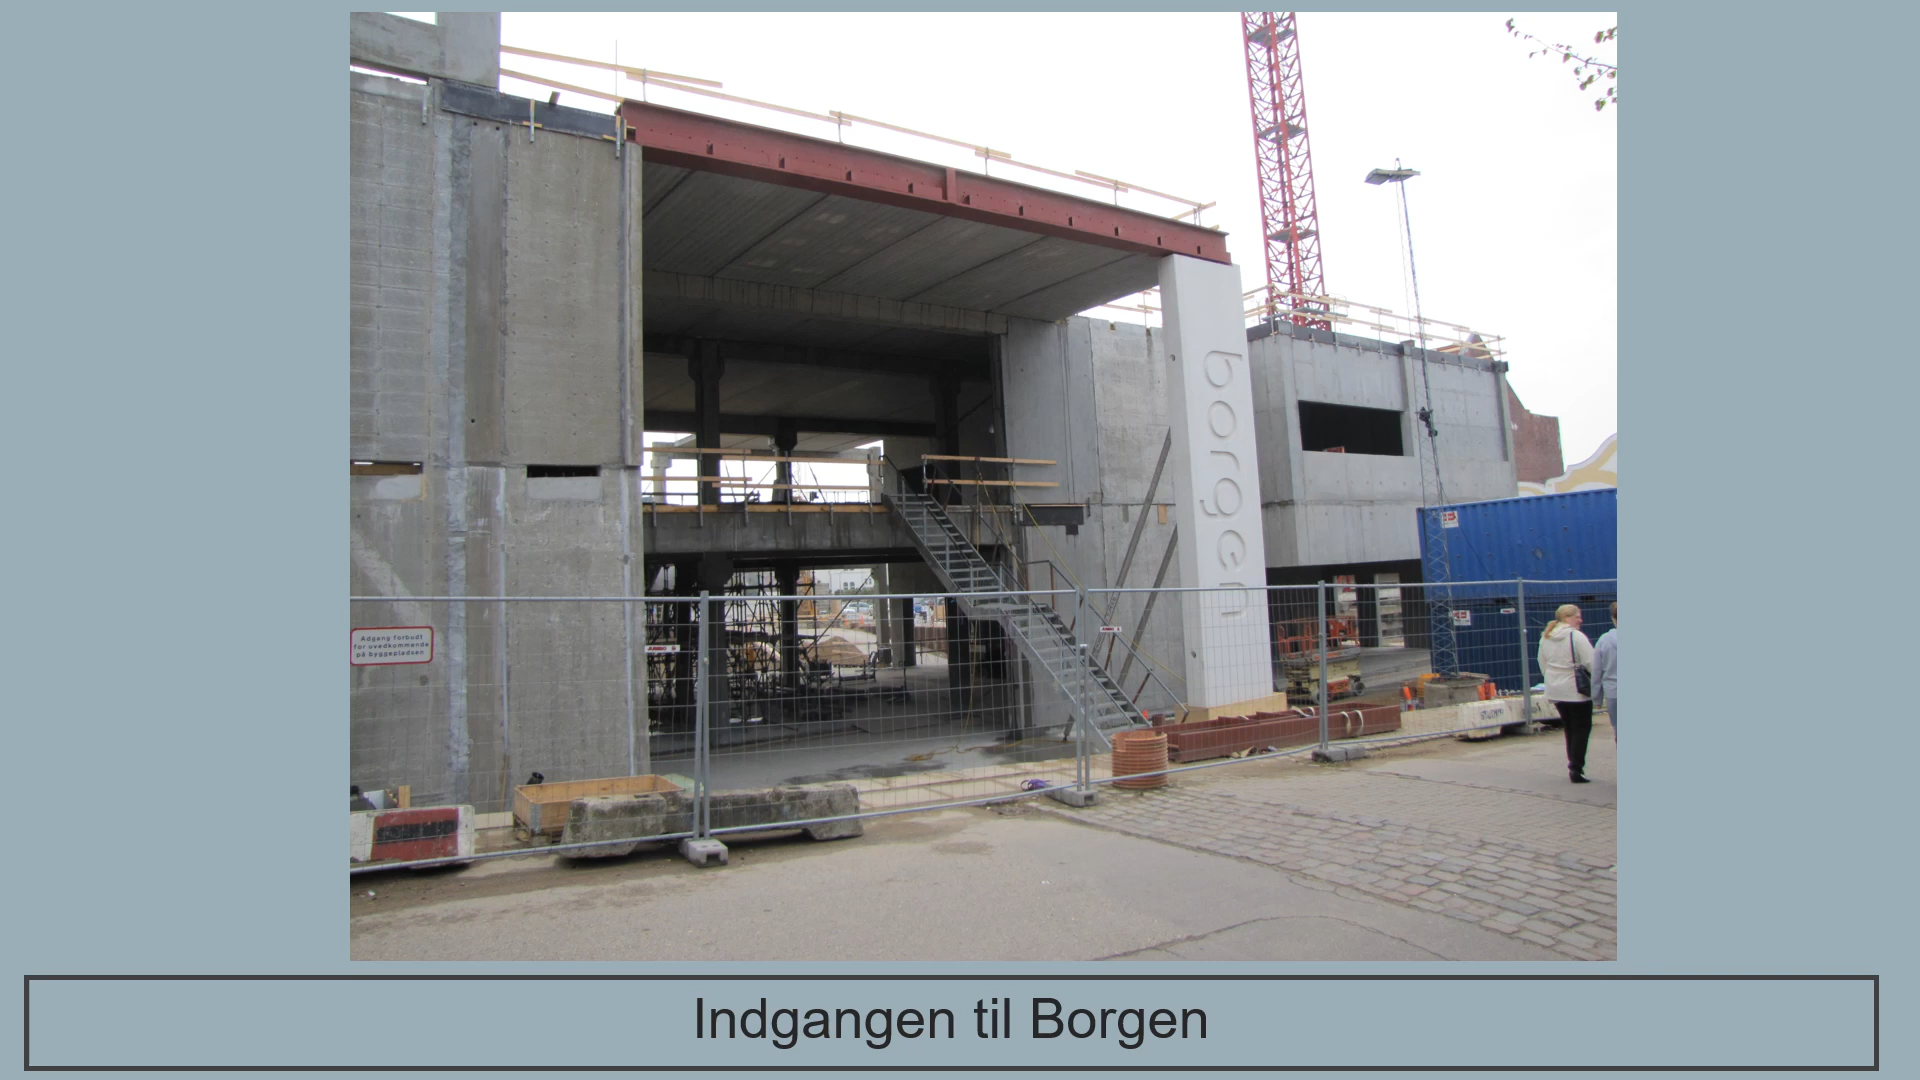 borgen
Adgang forbudt
for uvedkommende
på byggepladsen
Indgangen til Borgen